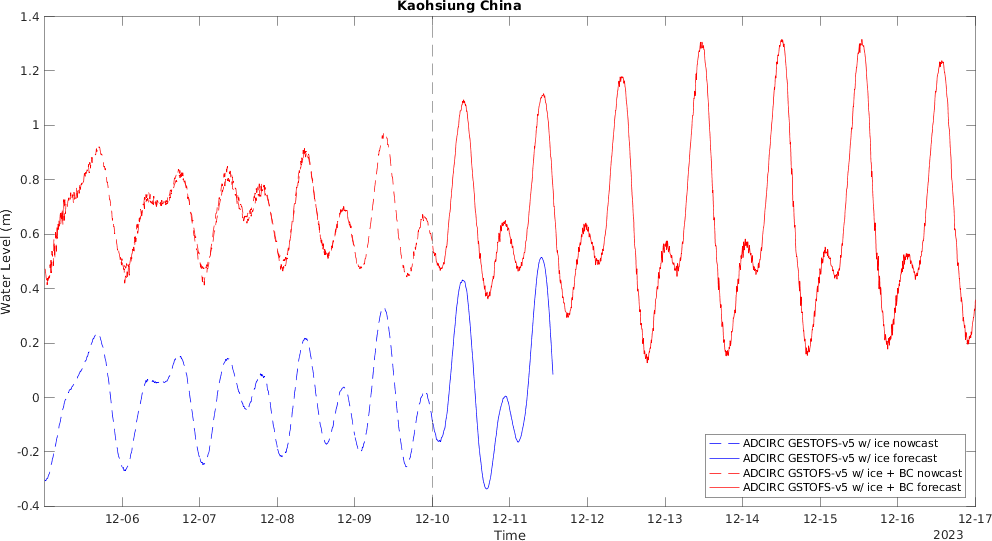 Kaohsiung China
1.4
1.2
1
0.8
0.6
0.4
0.2
0
-0.2
-0.4
Water Level (m)
ADCIRC GESTOFS-v5 w/ ice nowcast
ADCIRC GESTOFS-v5 w/ ice forecast
ADCIRC GSTOFS-v5 w/ ice + BC nowcast
ADCIRC GSTOFS-v5 w/ ice + BC forecast
12-06 12-07 12-08 12-09 12-10 12-11 12-12 12-13 12-14 12-15 12-16 12-17
Time
2023